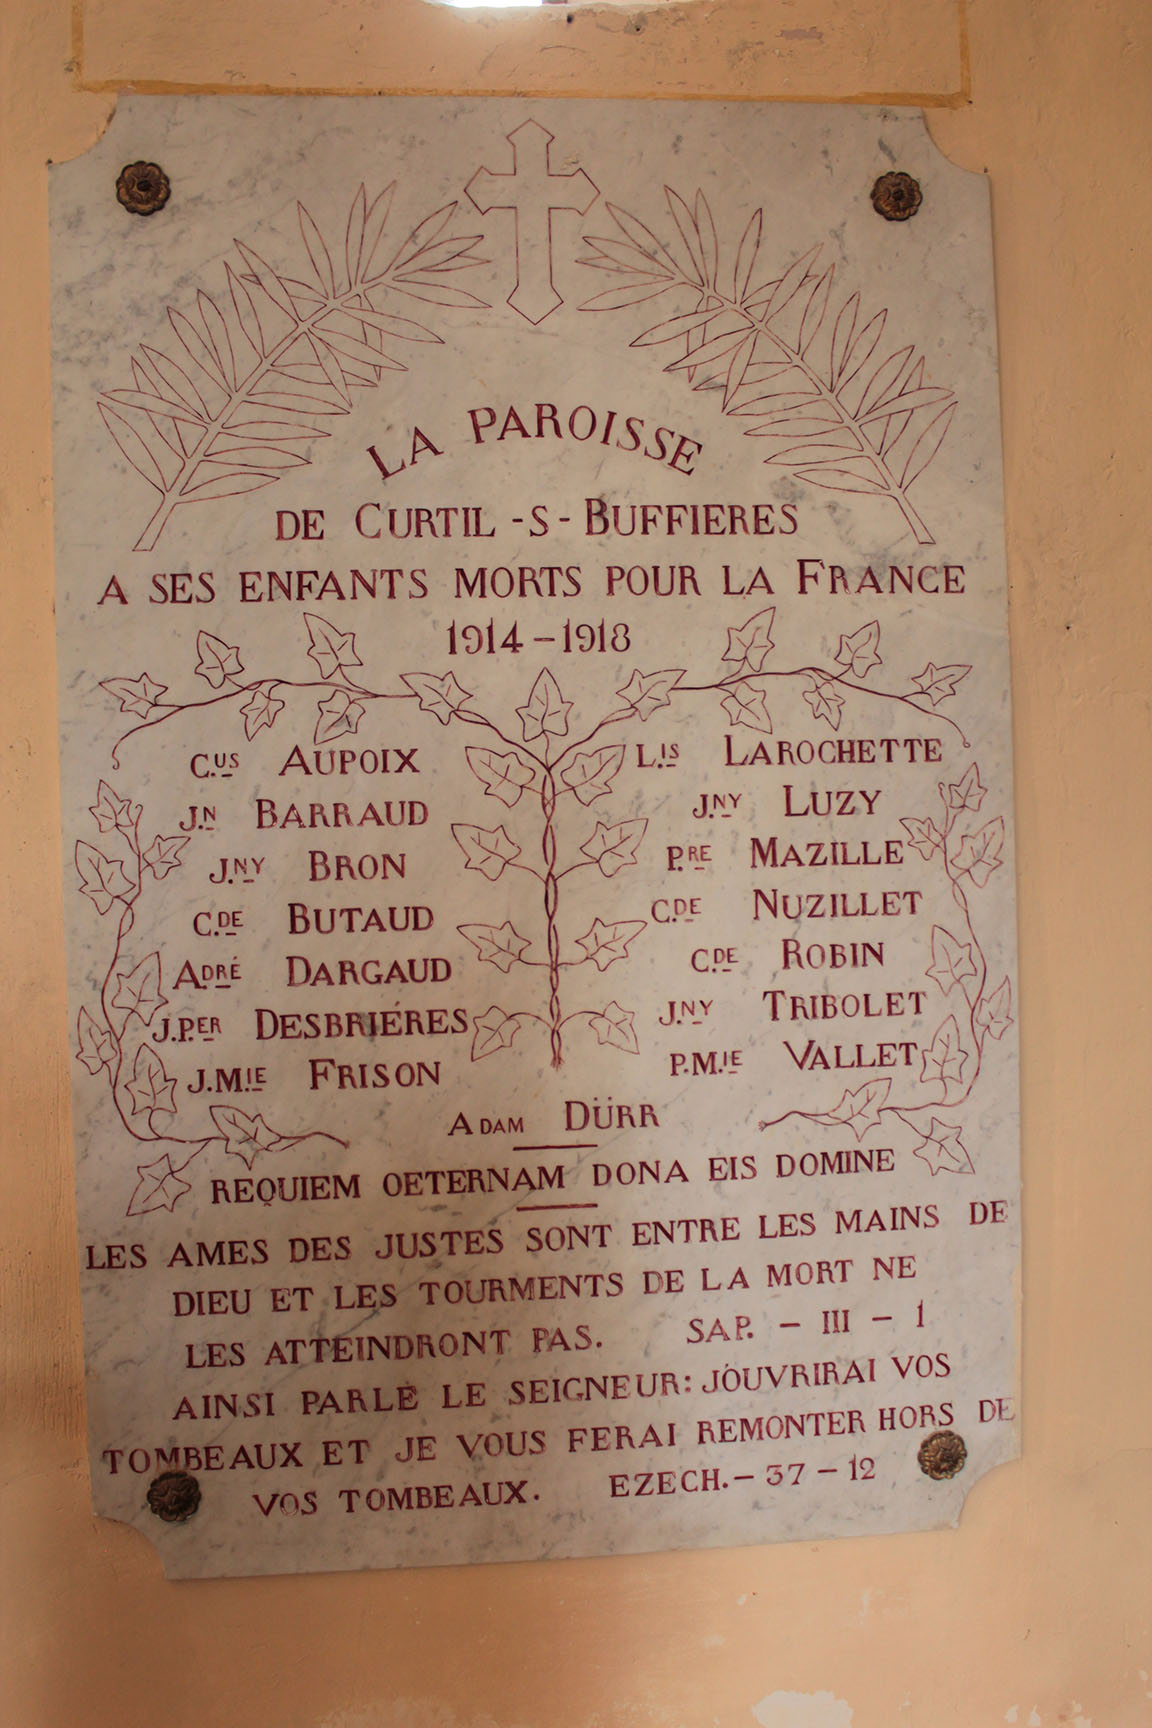 LA PAROISSE
DE CURTIL -S- BUFFIERES
A SES ENFANTS MORTS POUR LA FRANCE
1914-1918
C.US AUPOIX
J.N BARRAUD
J.NY BRON
C.DE BUTAUD
ADRÉ DARGAUD
J.P.ER DESBRIÉRES
J.M.IE FRISON
L.IS LAROCHETTE
J.NY LUZY
P.RE MAZILLE
C.DE NUZILLET
C.DE ROBIN
J.NY TRIBOLET
P.M.IE VALLET
ADAM DÜRR
REQUIEM OETERNAM DONA EIS DOMINE
LES AMES DES JUSTES SONT ENTRE LES MAINS DE
DIEU ET LES TOURMENTS DE LA MORT NE
LES ATTEINDRONT PAS. SAP. - III - 1
AINSI PARLE LE SEIGNEUR: J'OUVRIRAI VOS
TOMBEAUX ET JE VOUS FERAI REMONTER HORS DE
VOS TOMBEAUX. EZECH.-37-12